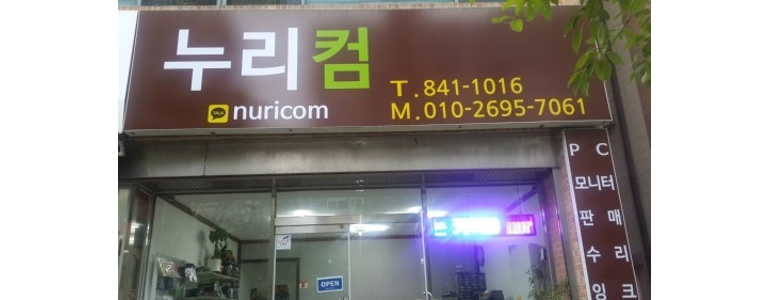 누리컴
TALK nuricom
T. 841-1016
M. 010-2695-7061
P C
모니터
판 매
수 리
잉 크
OPEN